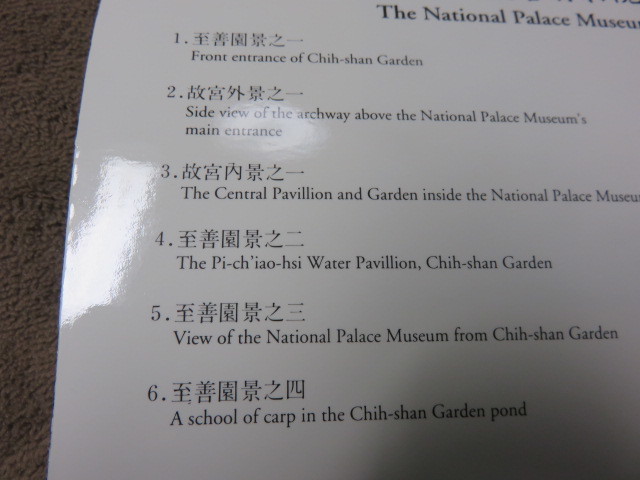 The National Palace Museum
1.至善園景之一
Front entrance of Chih-shan Garden
2.故宮外景之一
Side view of the archway above the National Palace Museum's
main entrance
3.故宮內景之一
The Central Pavillion and Garden inside the National Palace Museum
4.至善園景之二
The Pi-ch'iao-hsi Water Pavillion, Chih-shan Garden
5.至善園景之三
View of the National Palace Museum from Chih-shan Garden
6.至善園景之四
A school of carp in the Chih-shan Garden pond